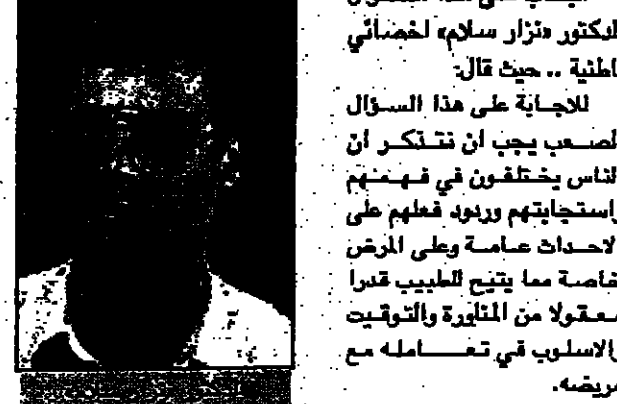 الدكتور «نزار سلام» اخصائي
باطنية .. حيث قال:
للاجابة على هذا السؤال
الصعب يجب ان نتذكر ان
الناس يختلفون في فهمهم
واستجابتهم وردود فعلهم على
الاحداث عامة وعلى المرض
خاصة مما يتيح للطبيب قدرا
معقولا من المناورة والتوقيت
والاسلوب في تعامله مع
مريضه.